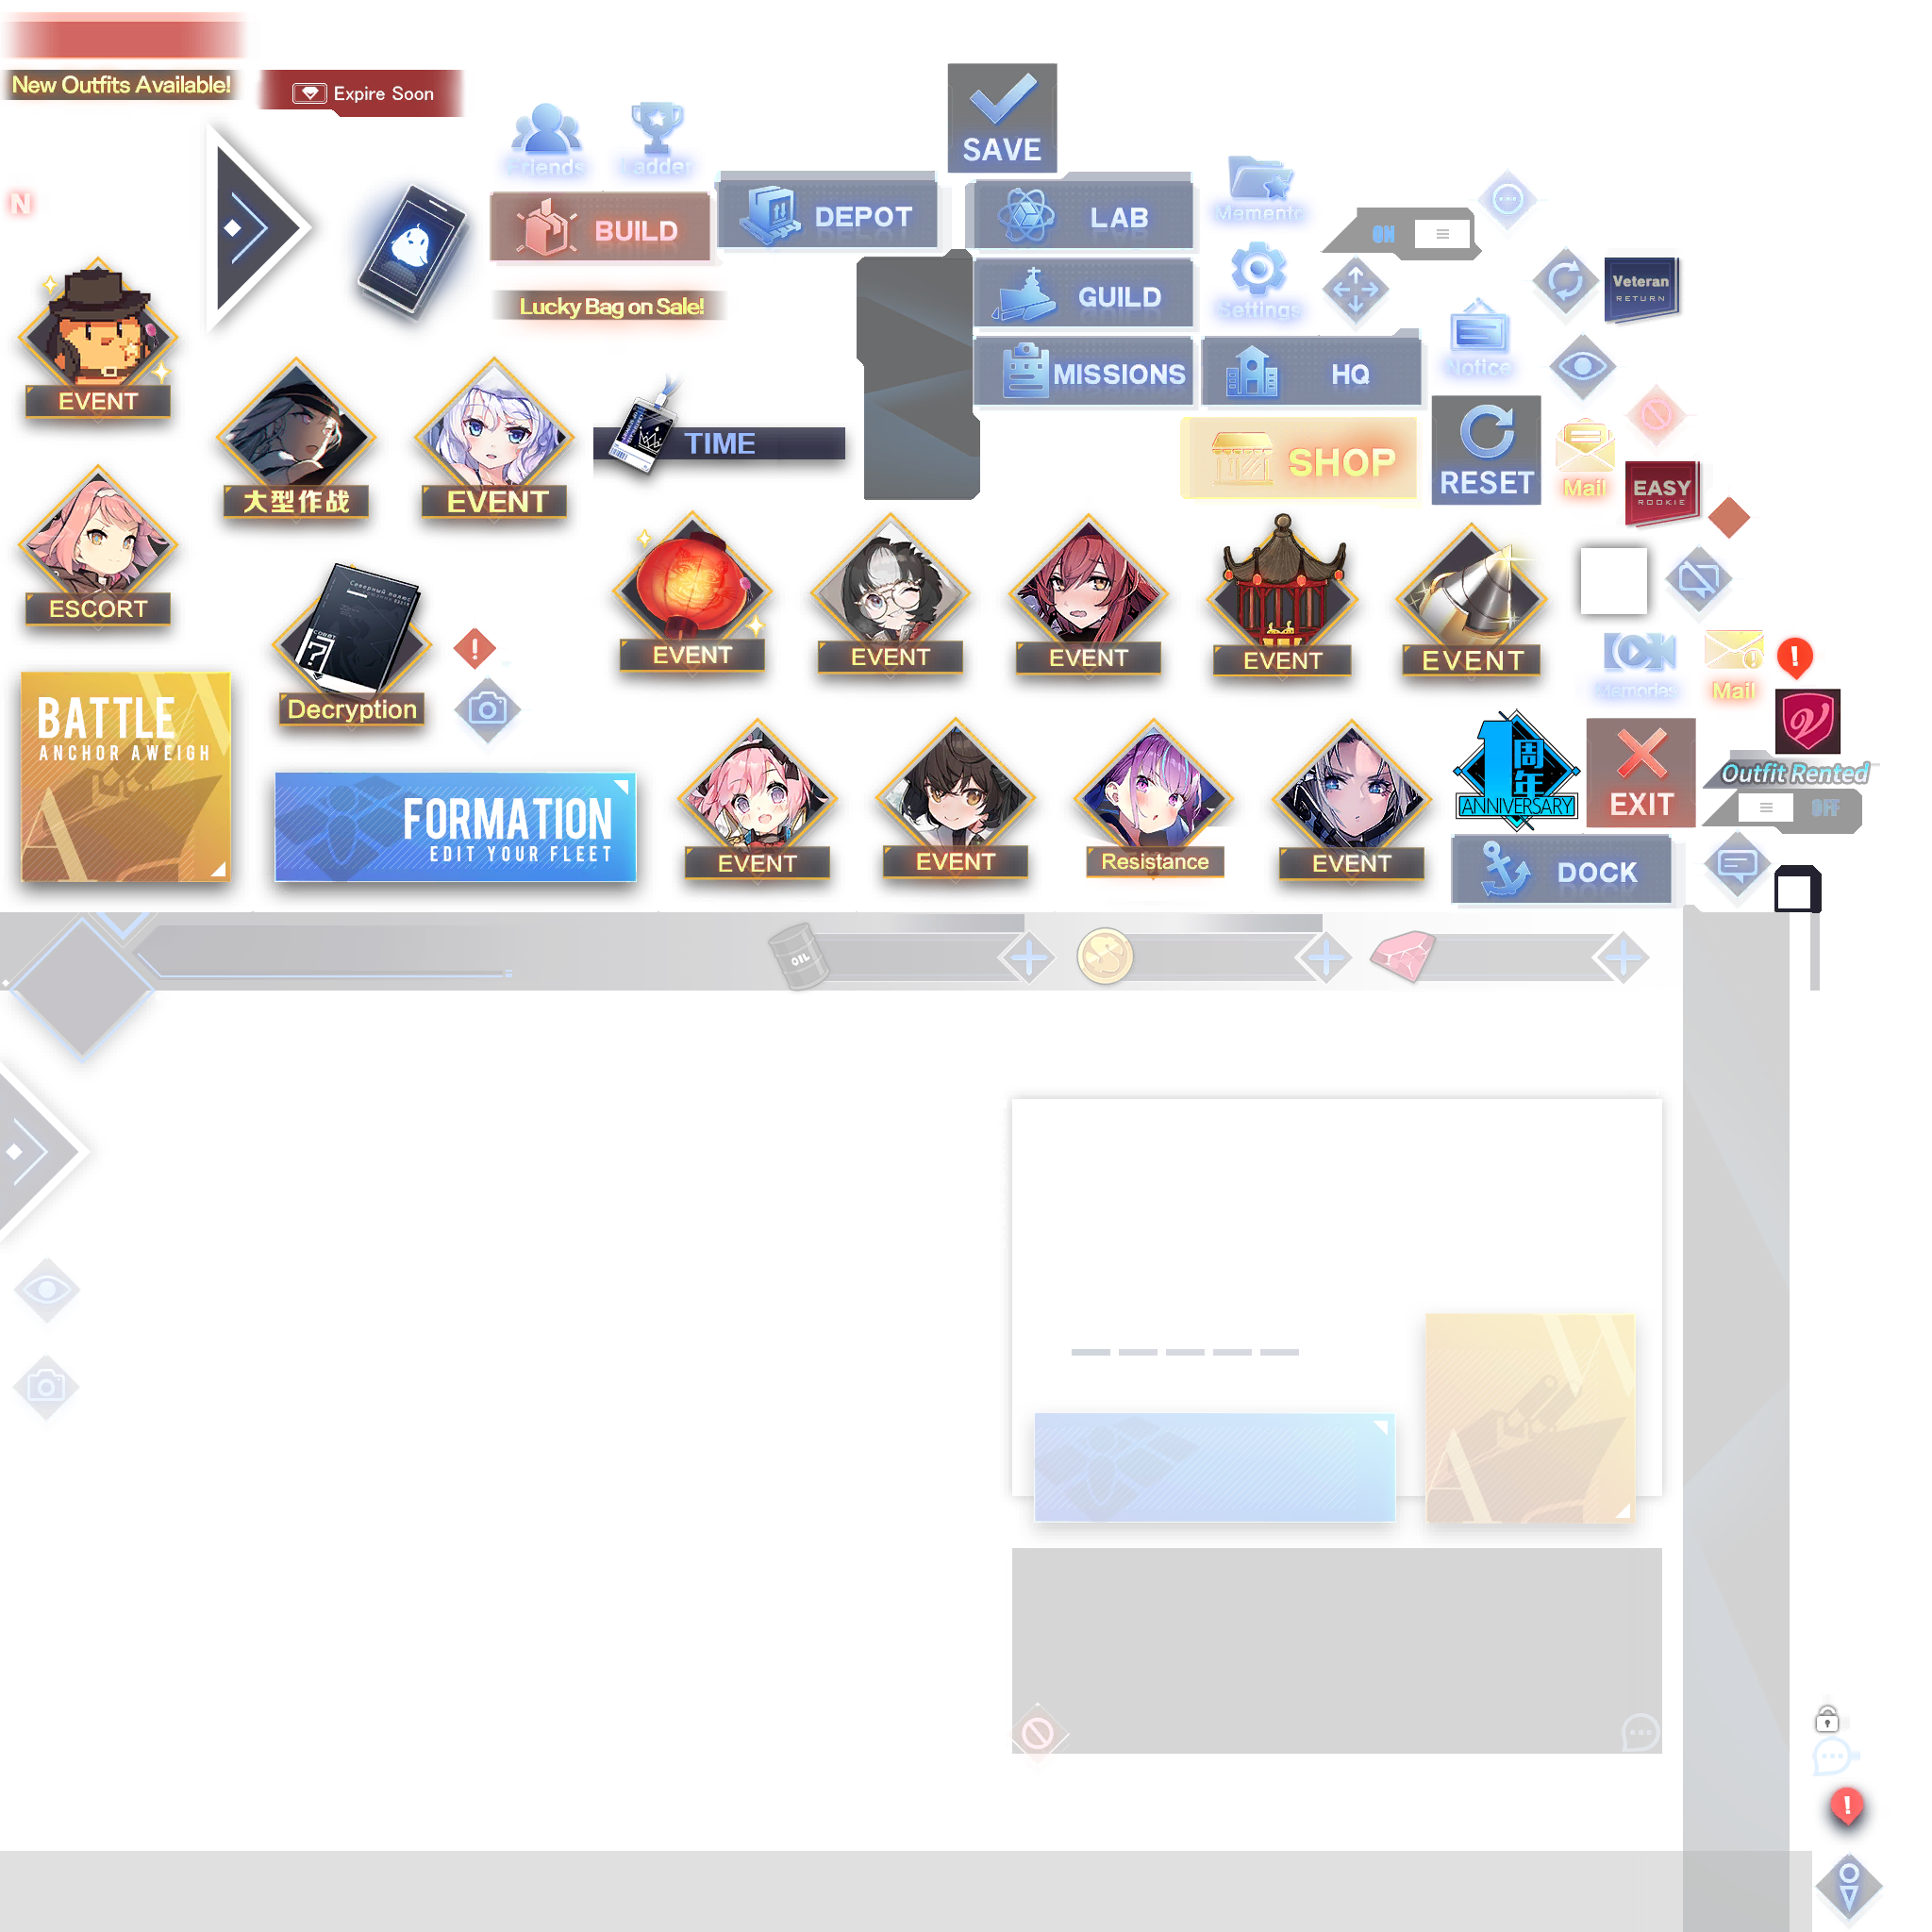 New Outfits Available!
Expire Soon
SAVE
Friends
Ladder
N
BUILD
DEPOT
LAB
Memento
ON
Lucky Bag on Sale!
GUILD
Settings
Veteran
RETURN
EVENT
TIME
MISSIONS
HQ
Notice
大型作战
EVENT
SHOP
RESET
Mail
EASY
ROOKIE
ESCORT
Северный полюс
Decryption
EVENT
EVENT
EVENT
EVENT
EVENT
Memories
Mail
BATTLE
ANCHOR AWEIGH
FORMATION
EDIT YOUR FLEET
EVENT
EVENT
Resistance
EVENT
1周年
ANNIVERSARY
EXIT
Outfit Rented
OFF
DOCK
OIL